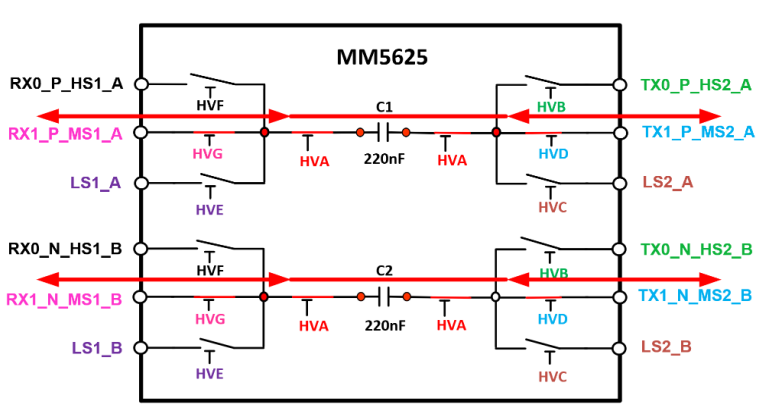 MM5625
RX0_P_HS1_A
HVF
HVB
TX0_P_HS2_A
C1
RX1_P_MS1_A
HVG
HVA
220nF
HVA
HVD
TX1_P_MS2_A
LS1_A
HVE
HVC
LS2_A
RX0_N_HS1_B
HVF
HVB
TX0_N_HS2_B
C2
RX1_N_MS1_B
HVG
HVA
220nF
HVA
HVD
TX1_N_MS2_B
LS1_B
HVE
HVC
LS2_B